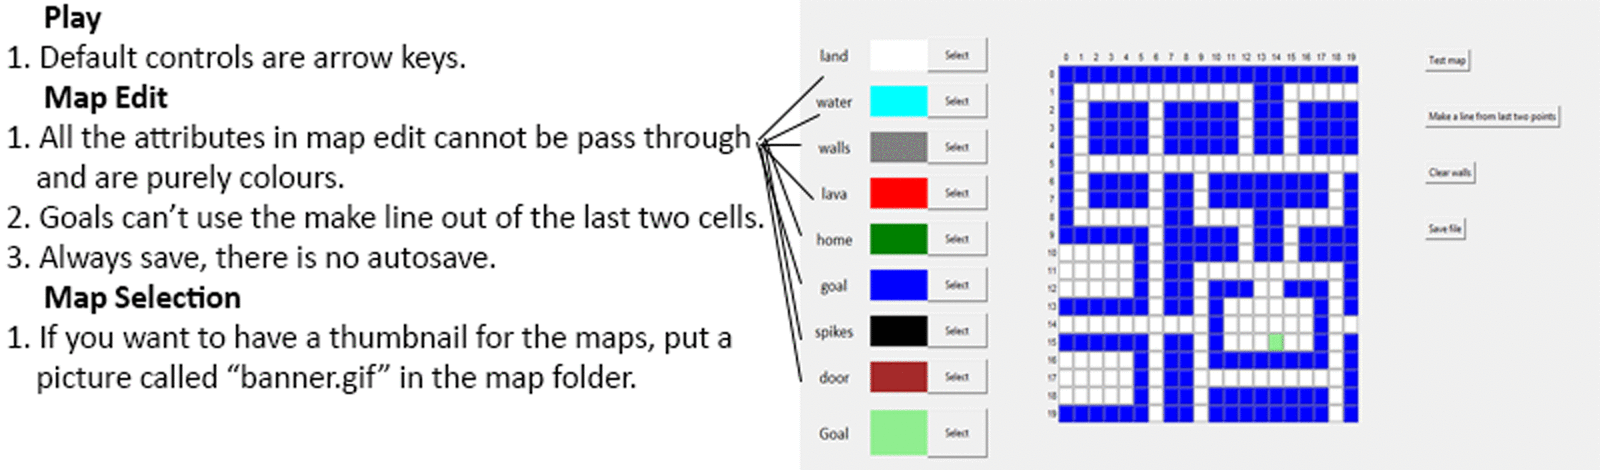 Play
1. Default controls are arrow keys.
Map Edit
1. All the attributes in map edit cannot be pass through
and are purely colours.
2. Goals can't use the make line out of the last two cells.
3. Always save, there is no autosave.
Map Selection
1. If you want to have a thumbnail for the maps, put a
picture called "banner.gif" in the map folder.
land Select
water Select
walls Select
lava Select
home Select
goal Select
spikes Select
door Select
Goal Select
0 1 2 3 4 5 6 7 8 9 10 11 12 13 14 15 16 17 18 19
0
1
2
3
4
5
6
7
8
9
10
11
12
13
14
15
16
17
18
19
Test map
Make a line from last two points
Clear walls
Save file